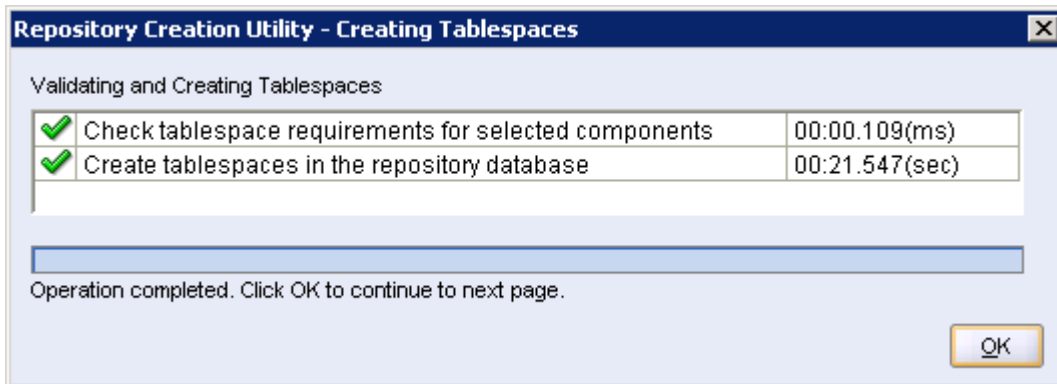 Repository Creation Utility - Creating Tablespaces
Validating and Creating Tablespaces
Check tablespace requirements for selected components 00:00.109(ms)
Create tablespaces in the repository database 00:21.547(sec)
Operation completed. Click OK to continue to next page.
OK